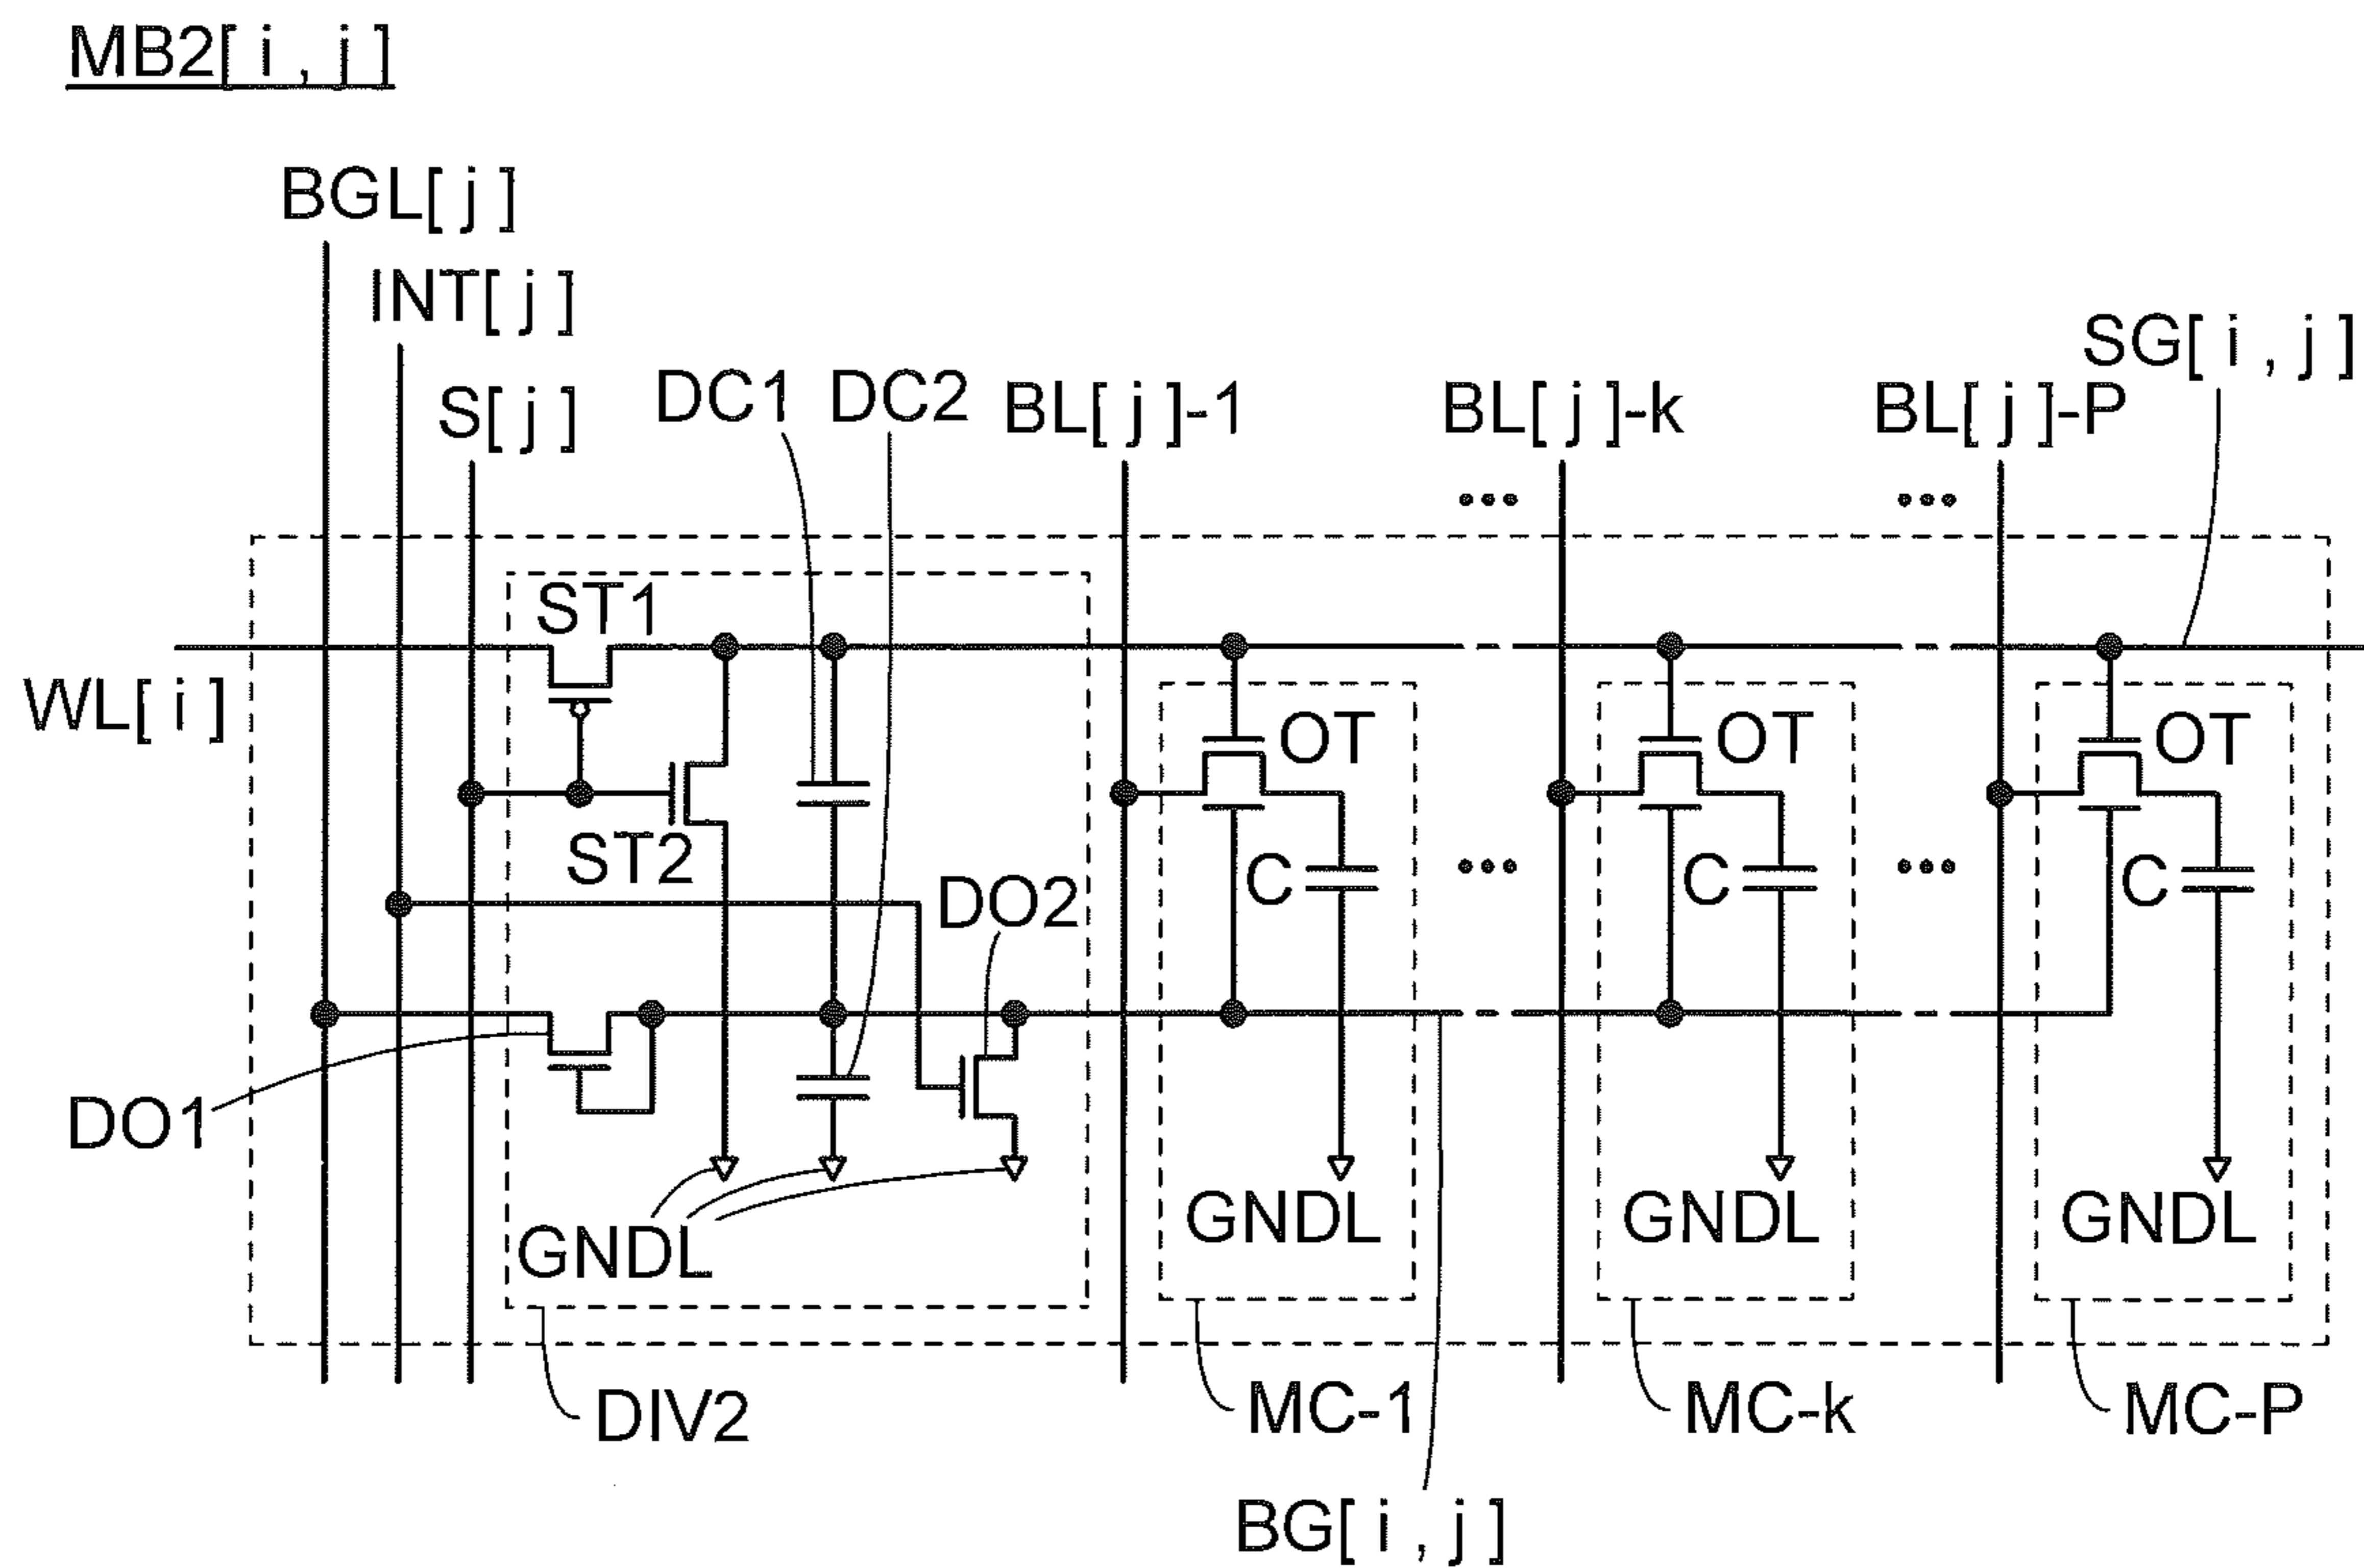 MB2[ i , j ]
BGL[ j ]
INT[ j ]
S[ j ]
DC1
DC2
BL[ j ]-1
BL[ j ]-k
BL[ j ]-P
SG[ i , j ]
•••
•••
ST1
WL[ i ]
OT
OT
OT
ST2
C
•••
C
•••
C
DO2
DO1
GNDL
GNDL
GNDL
GNDL
DIV2
MC-1
MC-k
MC-P
BG[ i , j ]